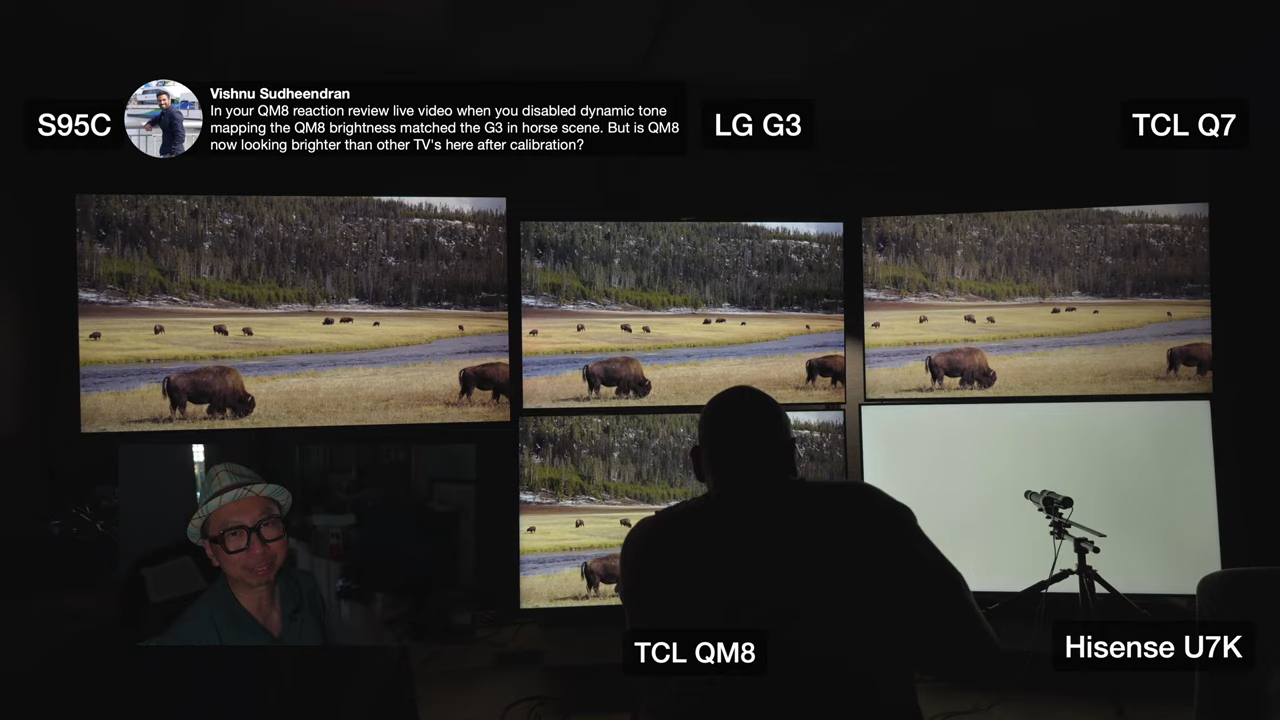 S95C
Vishnu Sudheendran
In your QM8 reaction review live video when you disabled dynamic tone
mapping the QM8 brightness matched the G3 in horse scene. But is QM8
now looking brighter than other TV's here after calibration?
LG G3
TCL Q7
TCL QM8
Hisense U7K